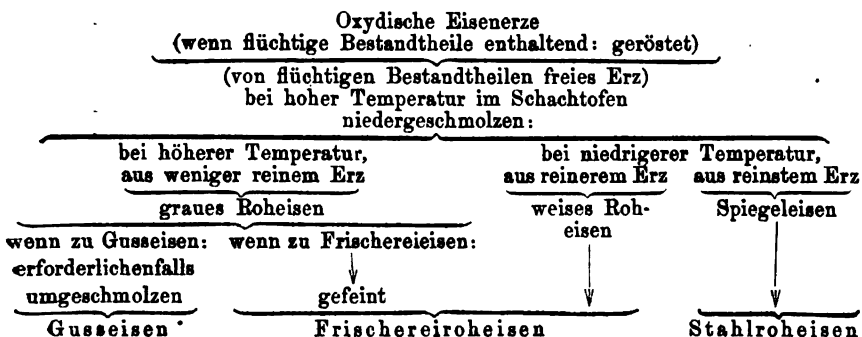 Oxydische Eisenerze
(wenn flüchtige Bestandtheile enthaltend: geröstet)
(von flüchtigen Bestandtheilen freies Erz)
bei hoher Temperatur im Schachtofen
niedergeschmolzen:
bei höherer Temperatur,
aus weniger reinem Erz
bei niedrigerer Temperatur,
aus reinerem Erz aus reinstem Erz
graues Roheisen
weises Roh-
eisen
Spiegeleisen
wenn zu Gusseisen:
erforderlichenfalls
umgeschmolzen
wenn zu Frischereieisen:
gefeint
Gusseisen
Frischereiroheisen
Stahlroheisen